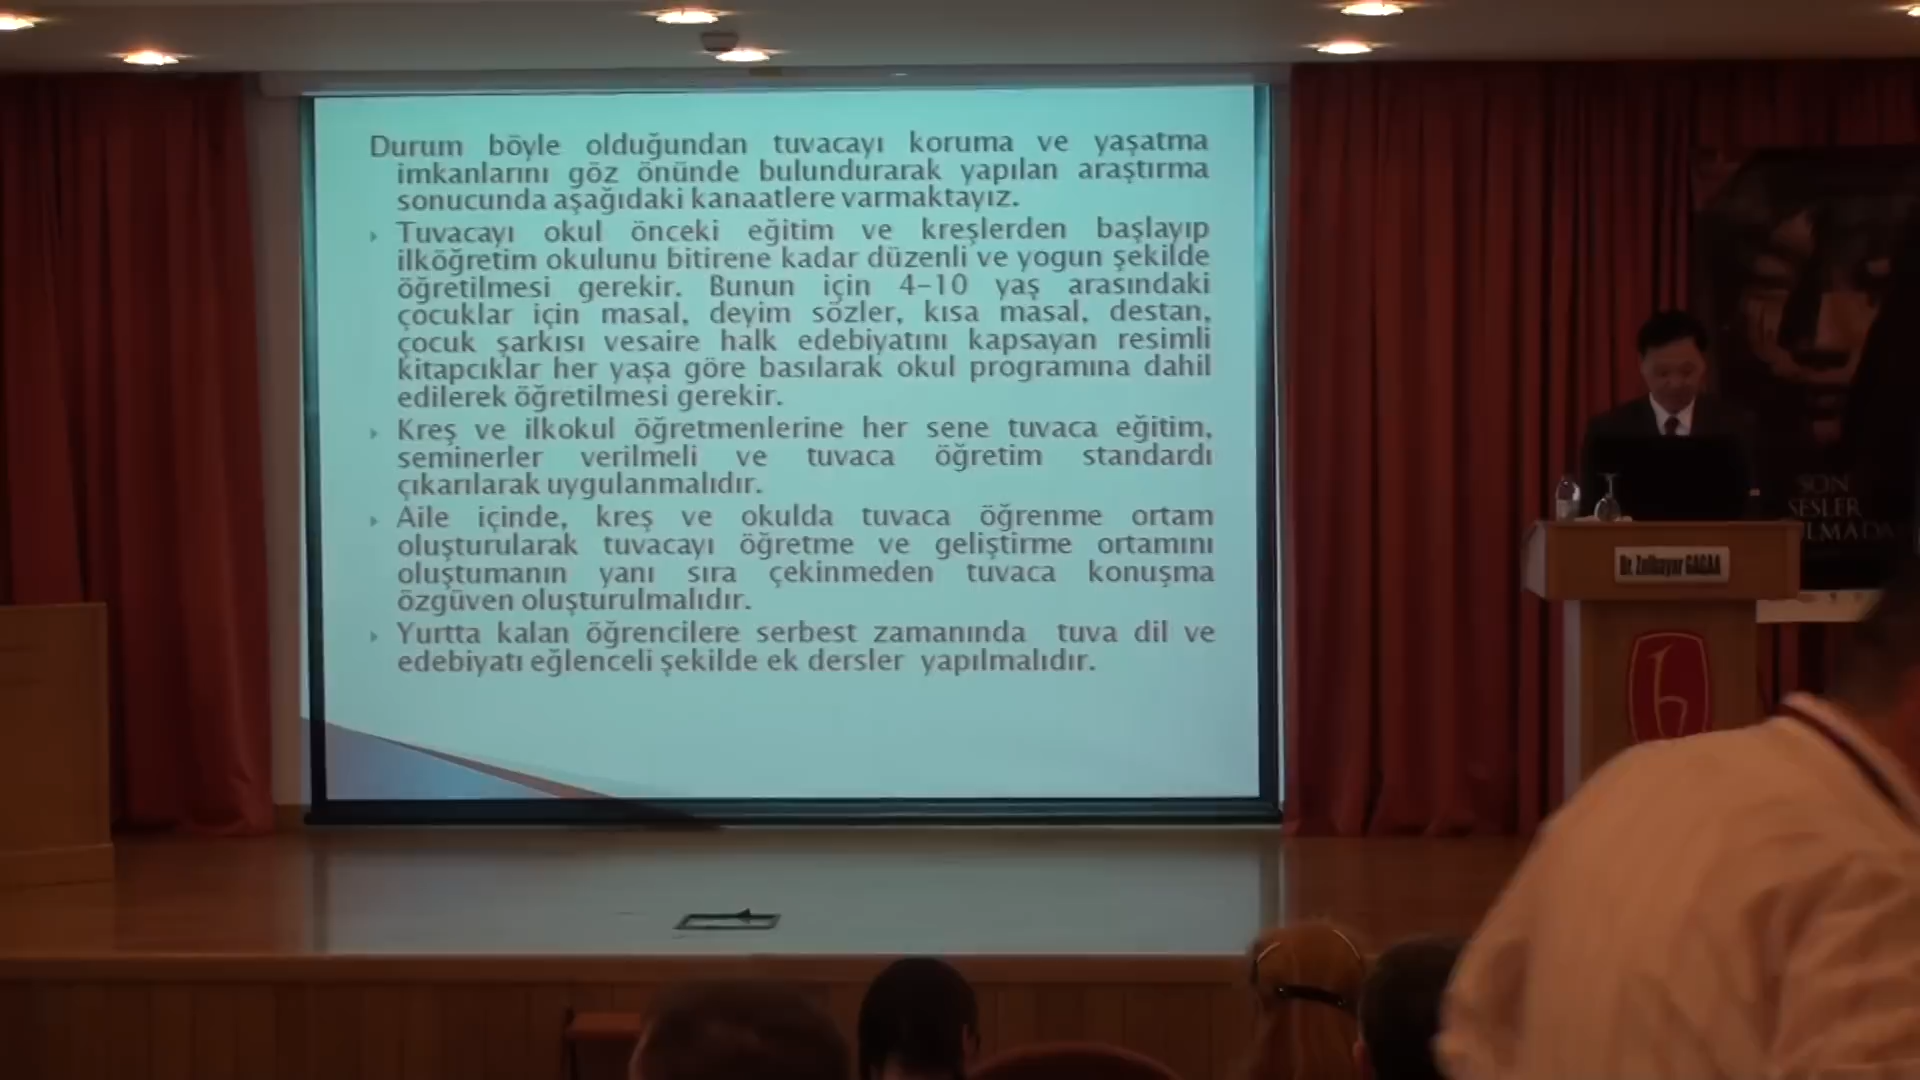 Durum böyle olduğundan tuvacayı koruma ve yaşatma
imkanlarını göz önünde bulundurarak yapılan araştırma
sonucunda aşağıdaki kanaatlere varmaktayız.
Tuvacayı okul önceki eğitim ve kreşlerden başlayıp
ilköğretim okulunu bitirene kadar düzenli ve yogun şekilde
öğretilmesi gerekir. Bunun için 4-10 yaş arasındaki
çocuklar için masal, deyim sözler, kısa masal, destan,
çocuk şarkısı vesaire halk edebiyatını kapsayan resimli
kitapcıklar her yaşa göre basılarak okul programına dahil
edilerek öğretilmesi gerekir.
Kreş ve ilkokul öğretmenlerine her sene tuvaca eğitim,
seminerler verilmeli ve tuvaca öğretim standardı
çıkarılarak uygulanmalıdır.
Aile içinde, kreş ve okulda tuvaca öğrenme ortam
oluşturularak tuvacayı öğretme ve geliştirme ortamını
oluştumanın yanı sıra çekinmeden tuvaca konuşma
özgüven oluşturulmalıdır.
Yurtta kalan öğrencilere serbest zamanında tuva dil ve
edebiyatı eğlenceli şekilde ek dersler yapılmalıdır.
SON
SESLER
LMADA
Dr. Zolbayar GAGAA